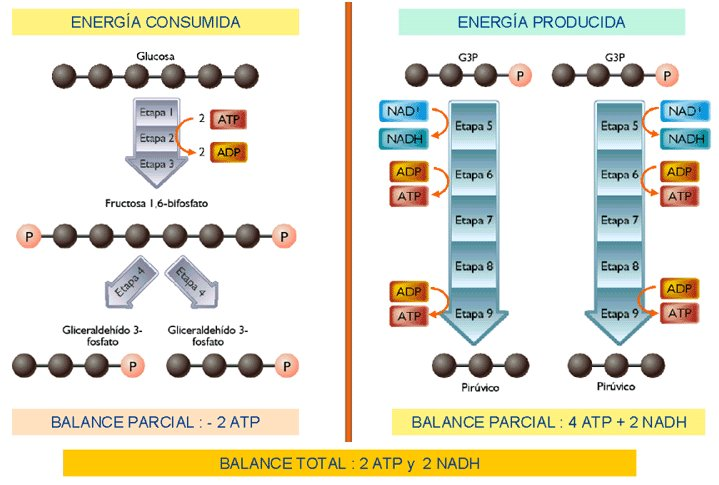 ENERGÍA CONSUMIDA
Glucosa
Etapa 1
Etapa 2
Etapa 3
2 ATP
2 ADP
Fructosa 1,6-bifosfato
P
P
Etapa 4
Etapa 4
Gliceraldehído 3-
fosfato
Gliceraldehído 3-
fosfato
P
P
BALANCE PARCIAL : - 2 ATP
ENERGÍA PRODUCIDA
G3P
P
NAD⁺
NADH
Etapa 5
ADP
ATP
Etapa 6
Etapa 7
Etapa 8
ADP
ATP
Etapa 9
Pirúvico
G3P
P
Etapa 5
NAD⁺
NADH
Etapa 6
ADP
ATP
Etapa 7
Etapa 8
Etapa 9
ADP
ATP
Pirúvico
BALANCE PARCIAL : 4 ATP + 2 NADH
BALANCE TOTAL : 2 ATP y 2 NADH